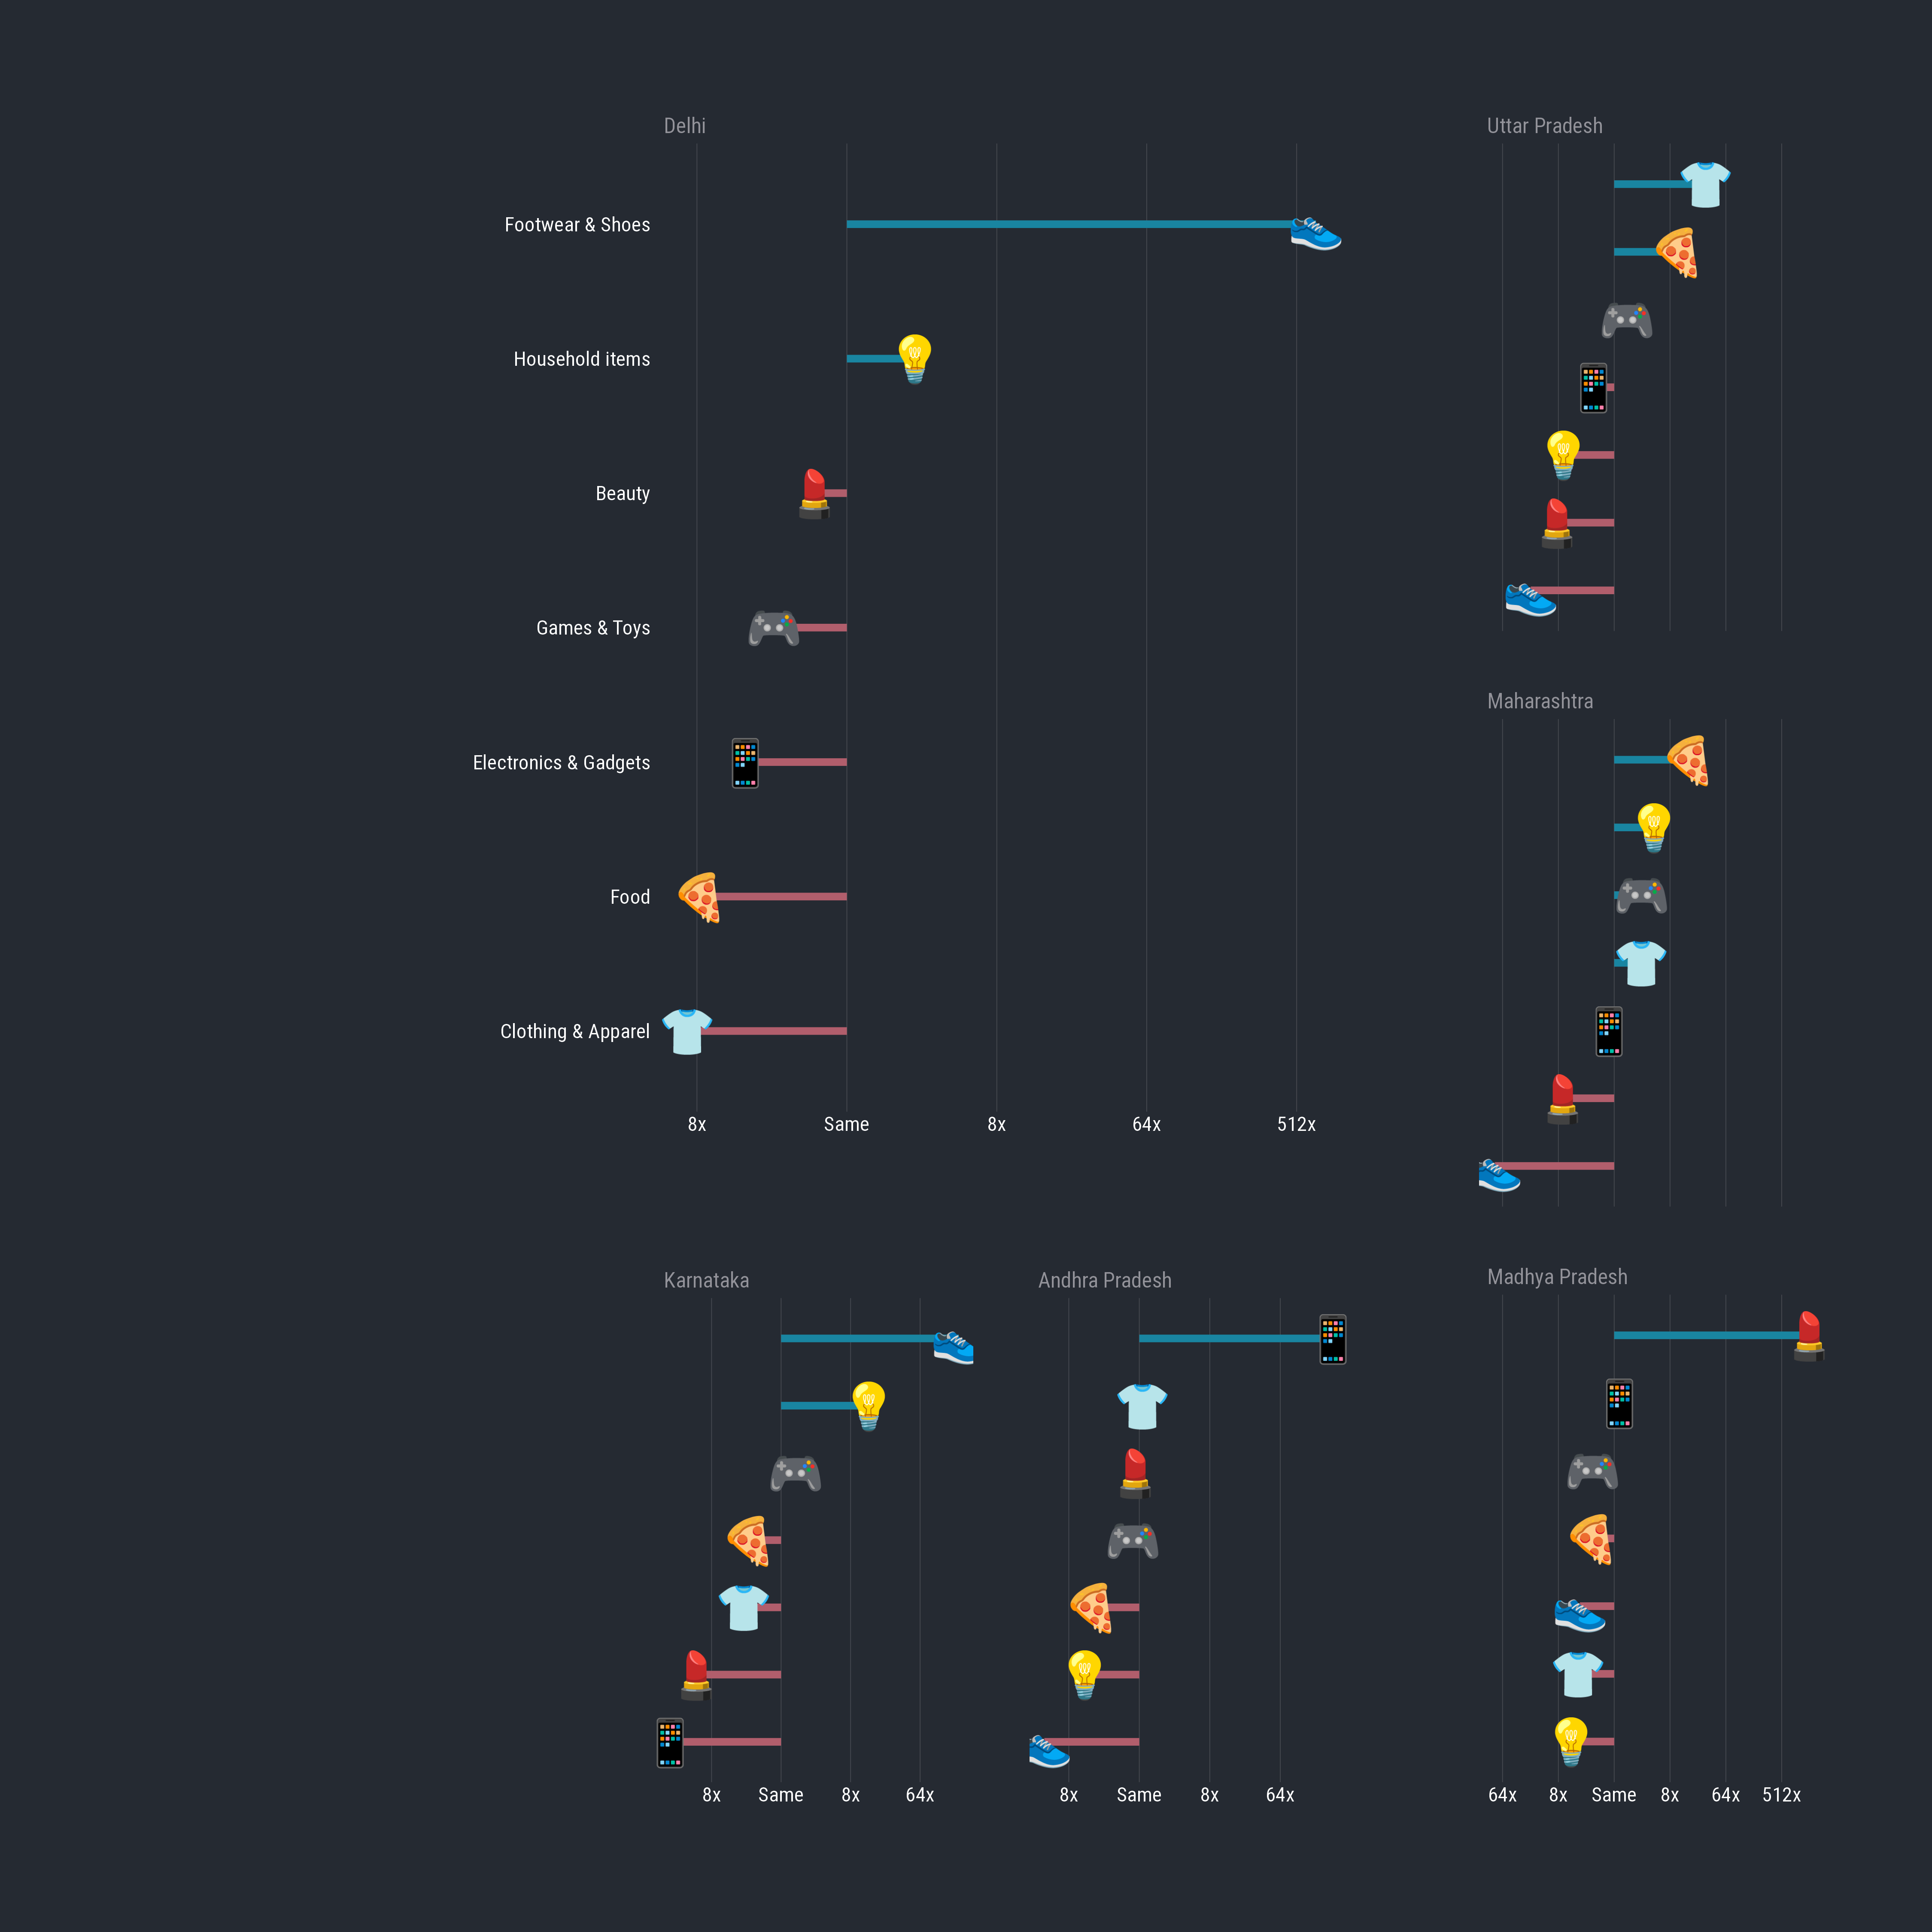 Delhi
Footwear & Shoes
Household items
Beauty
Games & Toys
Electronics & Gadgets
Food
Clothing & Apparel
8x Same 8x 64x 512x
Uttar Pradesh
Maharashtra
Karnataka
8x Same 8x 64x
Andhra Pradesh
8x Same 8x 64x
Madhya Pradesh
64x 8x Same 8x 64x 512x